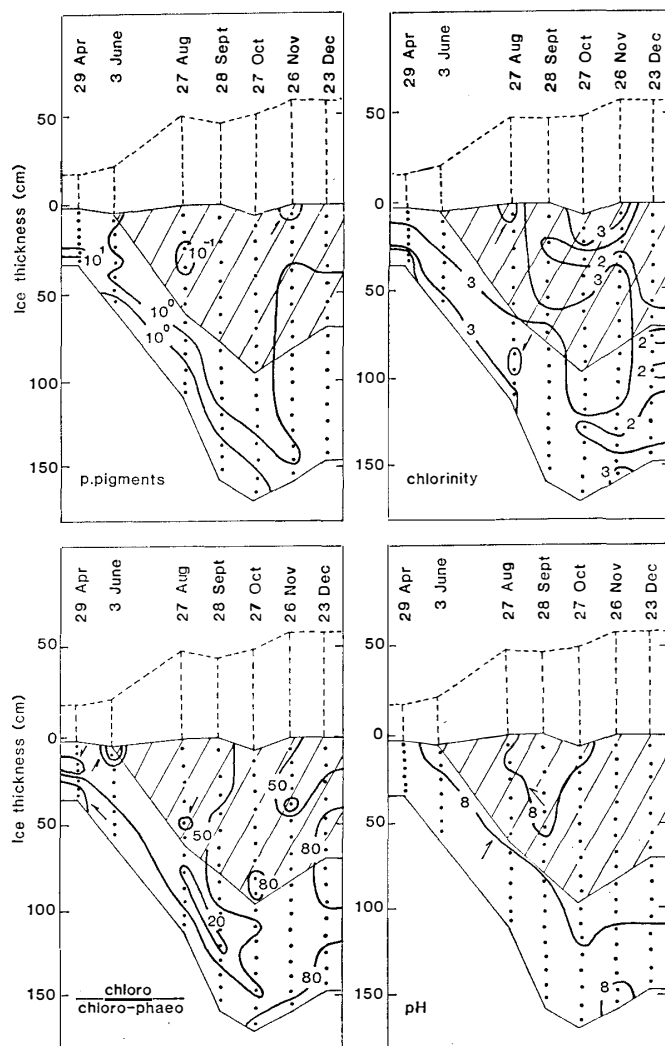 29 Apr
3 June
27 Aug
28 Sept
27 Oct
26 Nov
23 Dec
50
0
50
100
150
Ice thickness (cm)
10¹
10⁻¹
10⁰
10⁰
p.pigments
29 Apr
3 June
27 Aug
28 Sept
27 Oct
26 Nov
23 Dec
50
0
50
100
150
3
2
3
3
3
2
2
2
3
chlorinity
29 Apr
3 June
27 Aug
28 Sept
27 Oct
26 Nov
23 Dec
50
0
50
100
150
Ice thickness (cm)
50
50
80
80
20
80
chloro
chloro-phaeo
29 Apr
3 June
27 Aug
28 Sept
27 Oct
26 Nov
23 Dec
50
0
50
100
150
8
8
8
pH